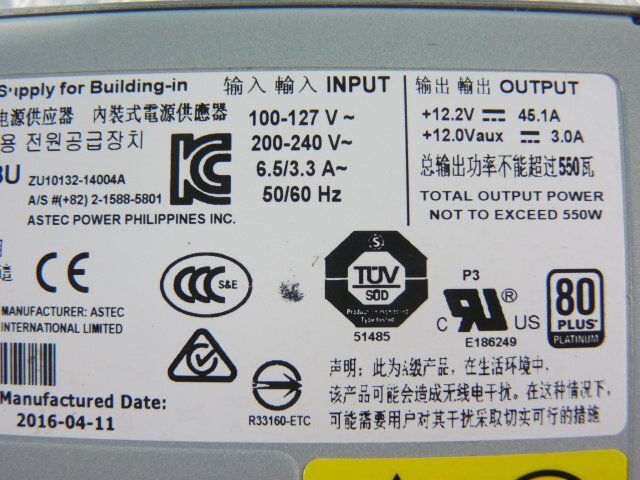 Supply for Building-in
电源供应器 內裝式電源供應器
용 전원공급장치
3U ZU10132-14004A
A/S #(+82) 2-1588-5801
ASTEC POWER PHILIPPINES INC.
输入 輸入 INPUT
100-127 V ~
200-240 V~
6.5/3.3 A~
50/60 Hz
输出 輸出 OUTPUT
+12.2V 45.1A
+12.0Vaux 3.0A
总输出功率不能超过550瓦
TOTAL OUTPUT POWER
NOT TO EXCEED 550W
CE
CCC S&E
S
TÜV
SÜD
Type tested
51485
P3
C UR ® US
E186249
80
PLUS
PLATINUM
MANUFACTURER: ASTEC
INTERNATIONAL LIMITED
Manufactured Date:
2016-04-11
R33160-ETC
声明：此为A级产品，在生活环境中，
该产品可能会造成无线电干扰。在这种情况下，
可能需要用户对其干扰采取切实可行的措施